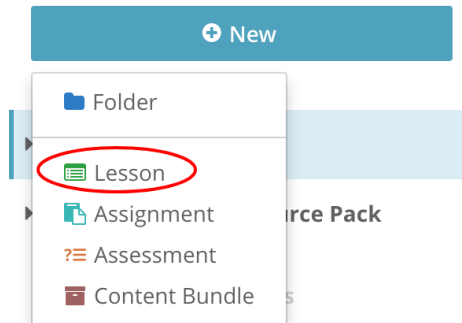 New
Folder
Lesson
Assignment
urce Pack
Assessment
Content Bundle
s